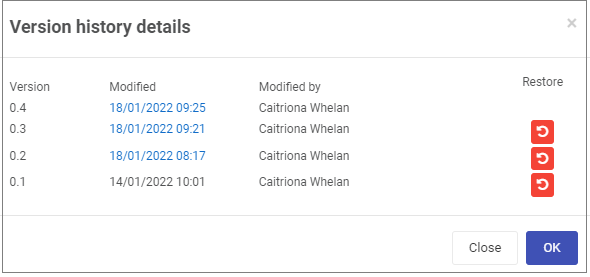 Version history details
×
Version Modified Modified by Restore
0.4 18/01/2022 09:25 Caitriona Whelan
0.3 18/01/2022 09:21 Caitriona Whelan
0.2 18/01/2022 08:17 Caitriona Whelan
0.1 14/01/2022 10:01 Caitriona Whelan
Close OK